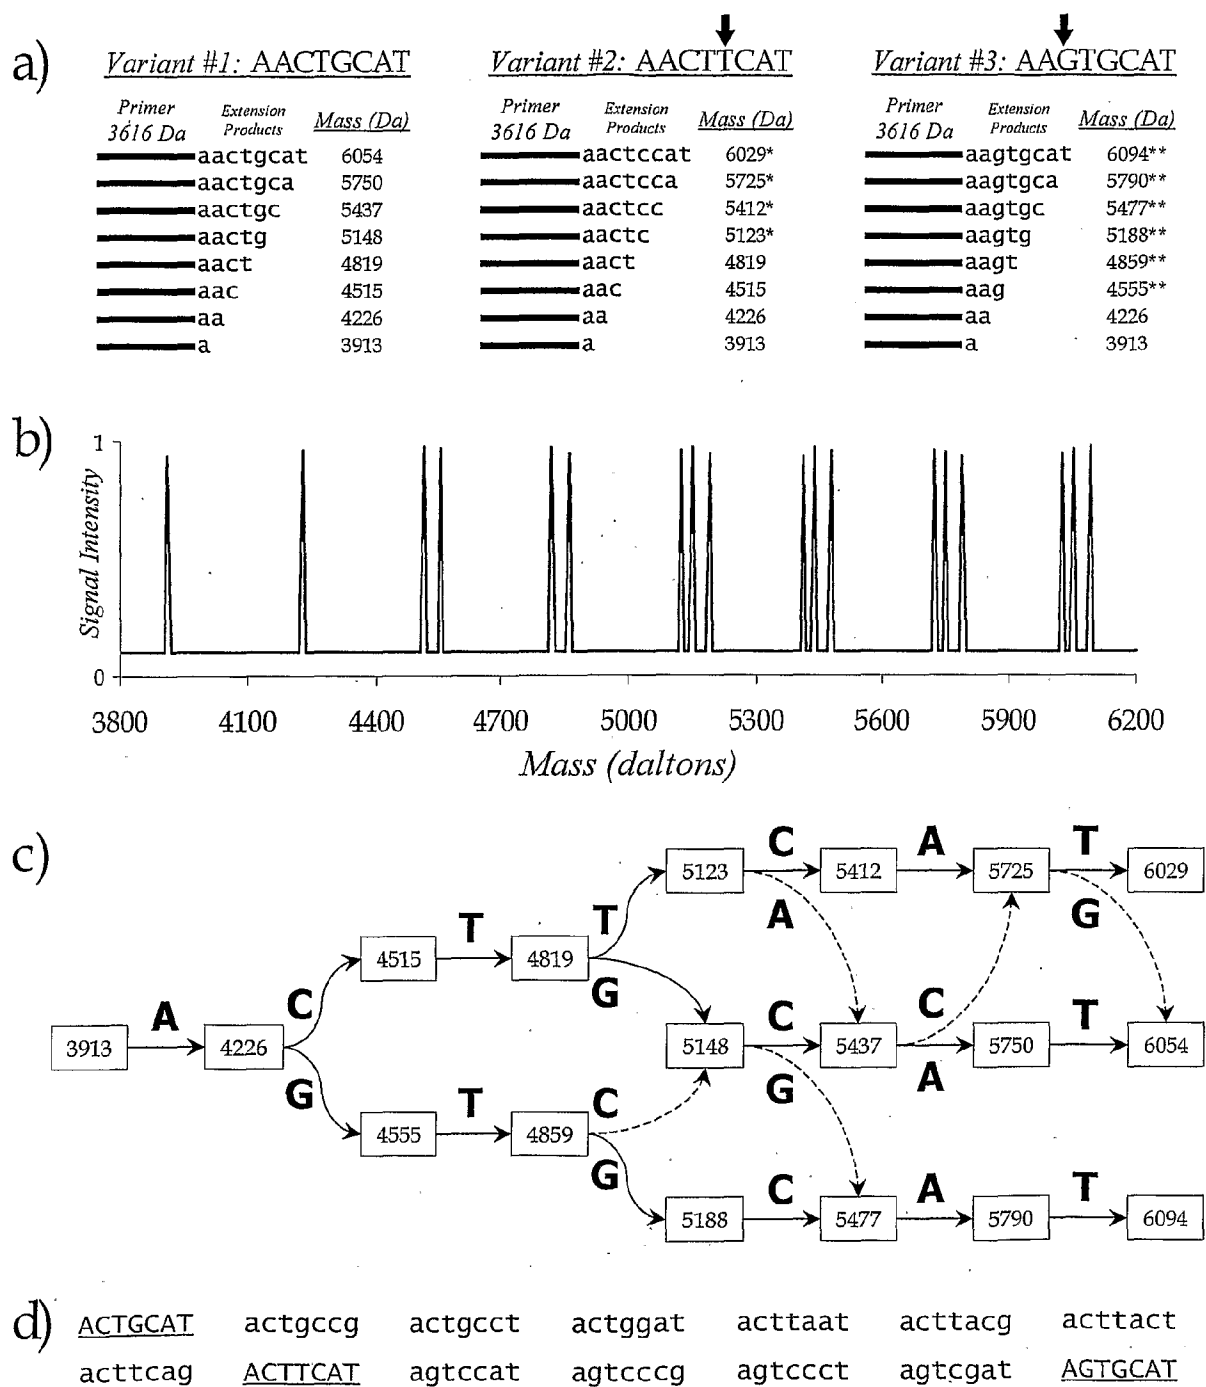 a)
Variant #1: AACTGCAT
Primer
3616 Da
Extension
Products
Mass (Da)
aactgcat 6054
aactgca 5750
aactgc 5437
aactg 5148
aact 4819
aac 4515
aa 4226
a 3913
Variant #2: AACTTCAT
Primer
3616 Da
Extension
Products
Mass (Da)
aactccat 6029*
aactcca 5725*
aactcc 5412*
aactc 5123*
aact 4819
aac 4515
aa 4226
a 3913
Variant #3: AAGTGCAT
Primer
3616 Da
Extension
Products
Mass (Da)
aagtgcat 6094**
aagtgca 5790**
aagtgc 5477**
aagtg 5188**
aagt 4859**
aag 4555**
aa 4226
a 3913
b)
Signal Intensity
1
0
3800 4100 4400 4700 5000 5300 5600 5900 6200
Mass (daltons)
c)
C A T
5123 5412 5725 6029
T A G
T
4515 4819
C G
A C C T
3913 4226 5148 5437 5750 6054
G A
G T C
4555 4859
G C A T
5188 5477 5790 6094
d)
ACTGCAT actgccg actgcct actggat acttaat acttacg acttact
acttcag ACTTCAT agtccat agtcccg agtccct agtcgat AGTGCAT